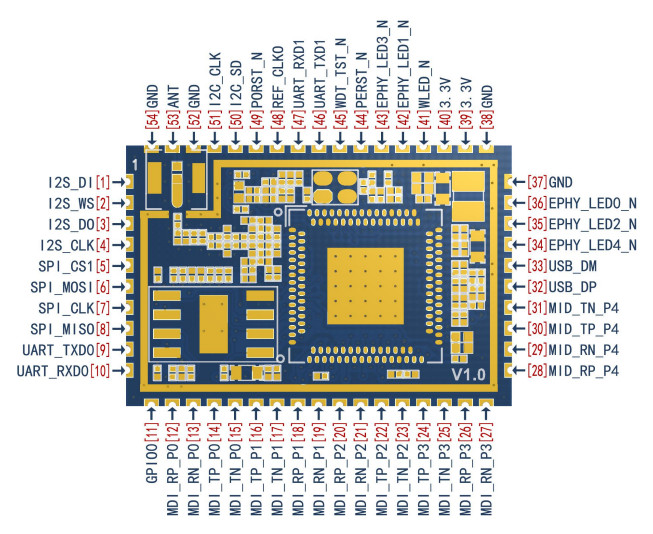 [54]GND
[53]ANT
[52]GND
[51]I2C_CLK
[50]I2C_SD
[49]PORST_N
[48]REF_CLKO
[47]UART_RXD1
[46]UART_TXD1
[45]WDT_TST_N
[44]PERST_N
[43]EPHY_LED3_N
[42]EPHY_LED1_N
[41]WLED_N
[40]3.3V
[39]3.3V
[38]GND
1
I2S_DI[1]
I2S_WS[2]
I2S_DO[3]
I2S_CLK[4]
SPI_CS1[5]
SPI_MOSI[6]
SPI_CLK[7]
SPI_MISO[8]
UART_TXD0[9]
UART_RXD0[10]
[37]GND
[36]EPHY_LED0_N
[35]EPHY_LED2_N
[34]EPHY_LED4_N
[33]USB_DM
[32]USB_DP
[31]MID_TN_P4
[30]MID_TP_P4
[29]MID_RN_P4
[28]MID_RP_P4
V1.0
GPIO0[11]
MDI_RP_P0[12]
MDI_RN_P0[13]
MDI_TP_P0[14]
MDI_TN_P0[15]
MDI_TP_P1[16]
MDI_TN_P1[17]
MDI_RP_P1[18]
MDI_RN_P1[19]
MDI_RP_P2[20]
MDI_RN_P2[21]
MDI_TP_P2[22]
MDI_TN_P2[23]
MDI_TP_P3[24]
MDI_TN_P3[25]
MDI_RP_P3[26]
MDI_RN_P3[27]